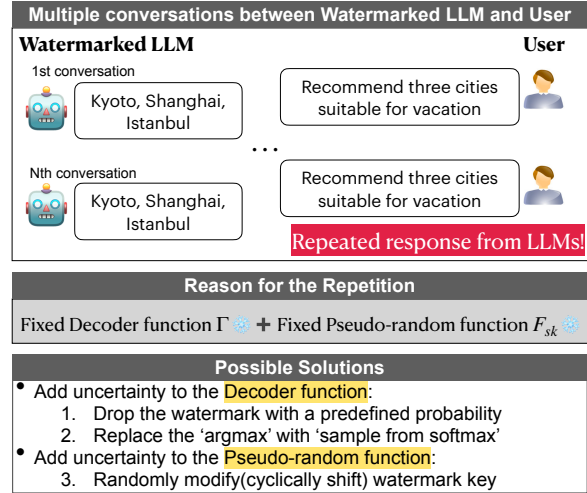 Multiple conversations between Watermarked LLM and User
Watermarked LLM
User
1st conversation
Kyoto, Shanghai,
Istanbul
Recommend three cities
suitable for vacation
...
Nth conversation
Kyoto, Shanghai,
Istanbul
Recommend three cities
suitable for vacation
Repeated response from LLMs!
Reason for the Repetition
Fixed Decoder function Γ ❄ + Fixed Pseudo-random function F_sk ❄
Possible Solutions
• Add uncertainty to the Decoder function:
1. Drop the watermark with a predefined probability
2. Replace the ‘argmax’ with ‘sample from softmax’
• Add uncertainty to the Pseudo-random function:
3. Randomly modify(cyclically shift) watermark key